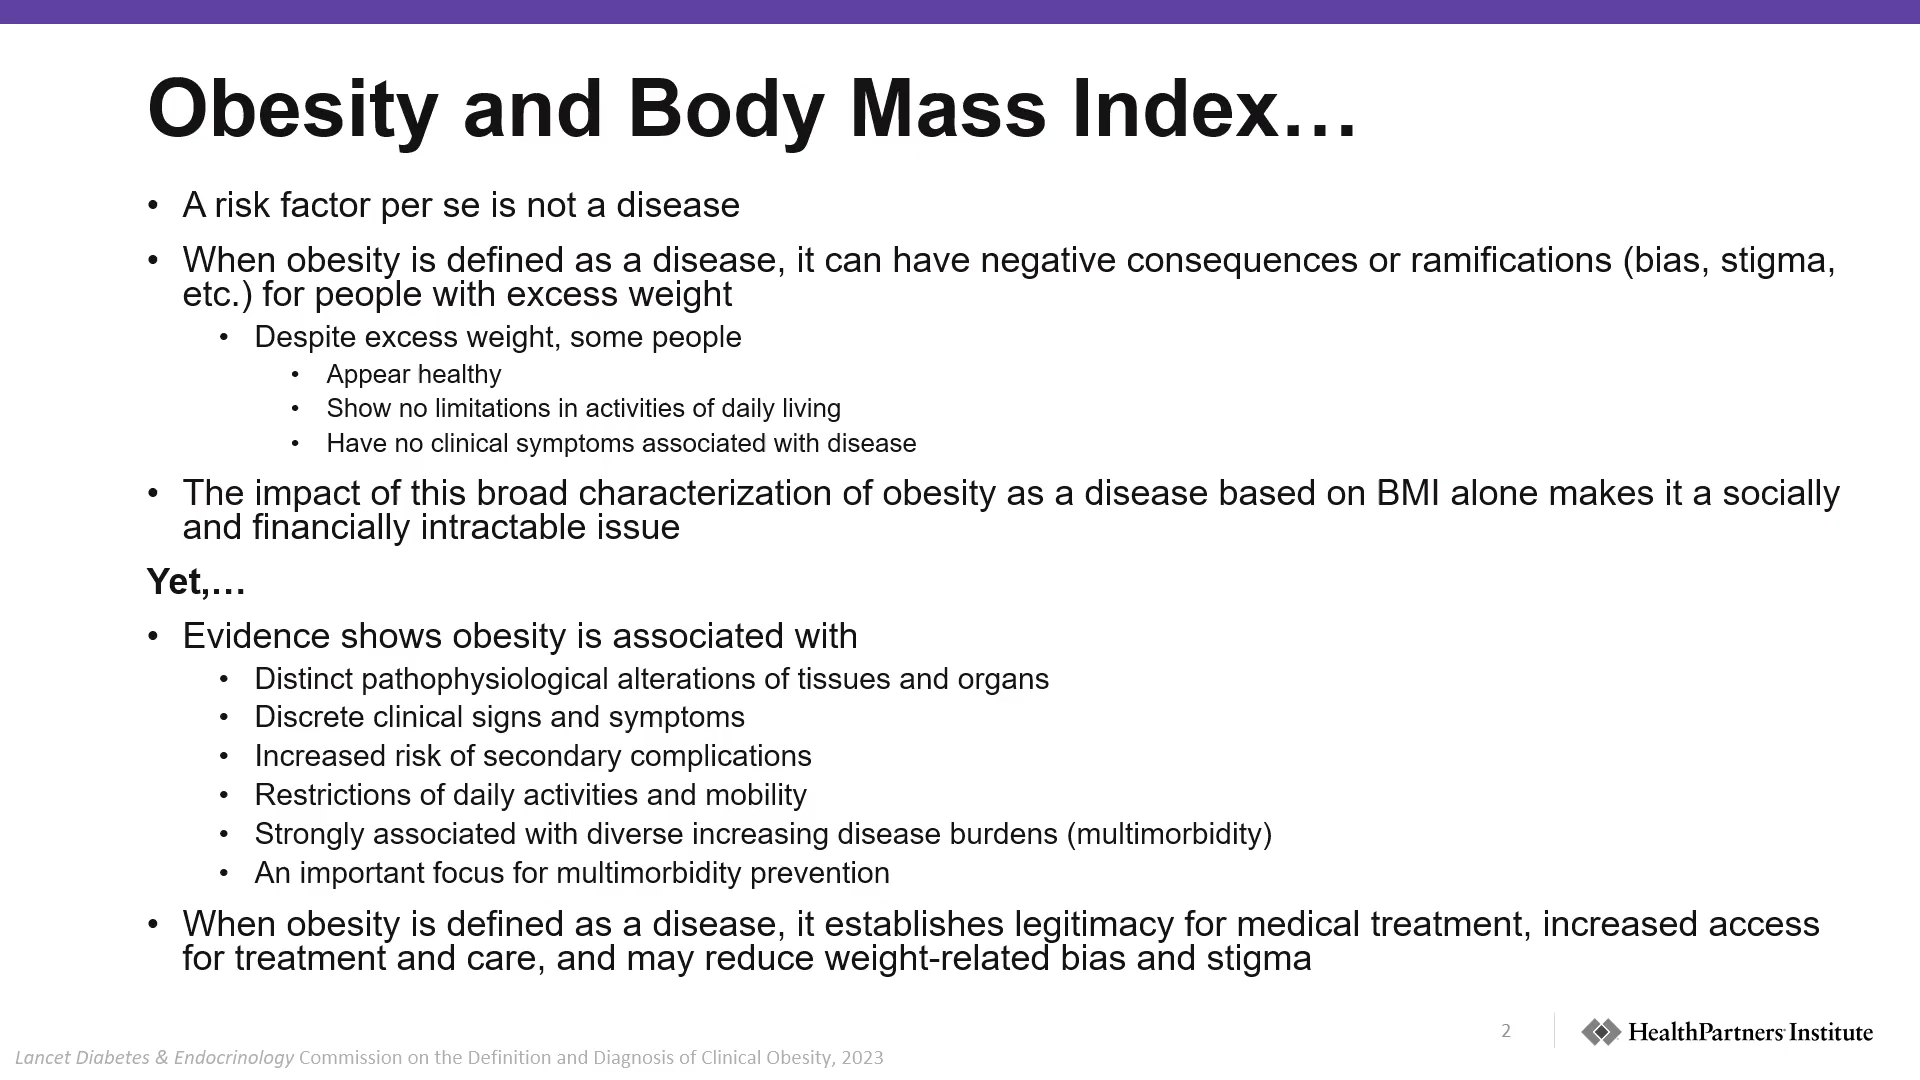 Obesity and Body Mass Index…
• A risk factor per se is not a disease
• When obesity is defined as a disease, it can have negative consequences or ramifications (bias, stigma,
etc.) for people with excess weight
• Despite excess weight, some people
• Appear healthy
• Show no limitations in activities of daily living
• Have no clinical symptoms associated with disease
• The impact of this broad characterization of obesity as a disease based on BMI alone makes it a socially
and financially intractable issue
Yet,…
• Evidence shows obesity is associated with
• Distinct pathophysiological alterations of tissues and organs
• Discrete clinical signs and symptoms
• Increased risk of secondary complications
• Restrictions of daily activities and mobility
• Strongly associated with diverse increasing disease burdens (multimorbidity)
• An important focus for multimorbidity prevention
• When obesity is defined as a disease, it establishes legitimacy for medical treatment, increased access
for treatment and care, and may reduce weight-related bias and stigma
2
HealthPartners Institute
Lancet Diabetes & Endocrinology Commission on the Definition and Diagnosis of Clinical Obesity, 2023